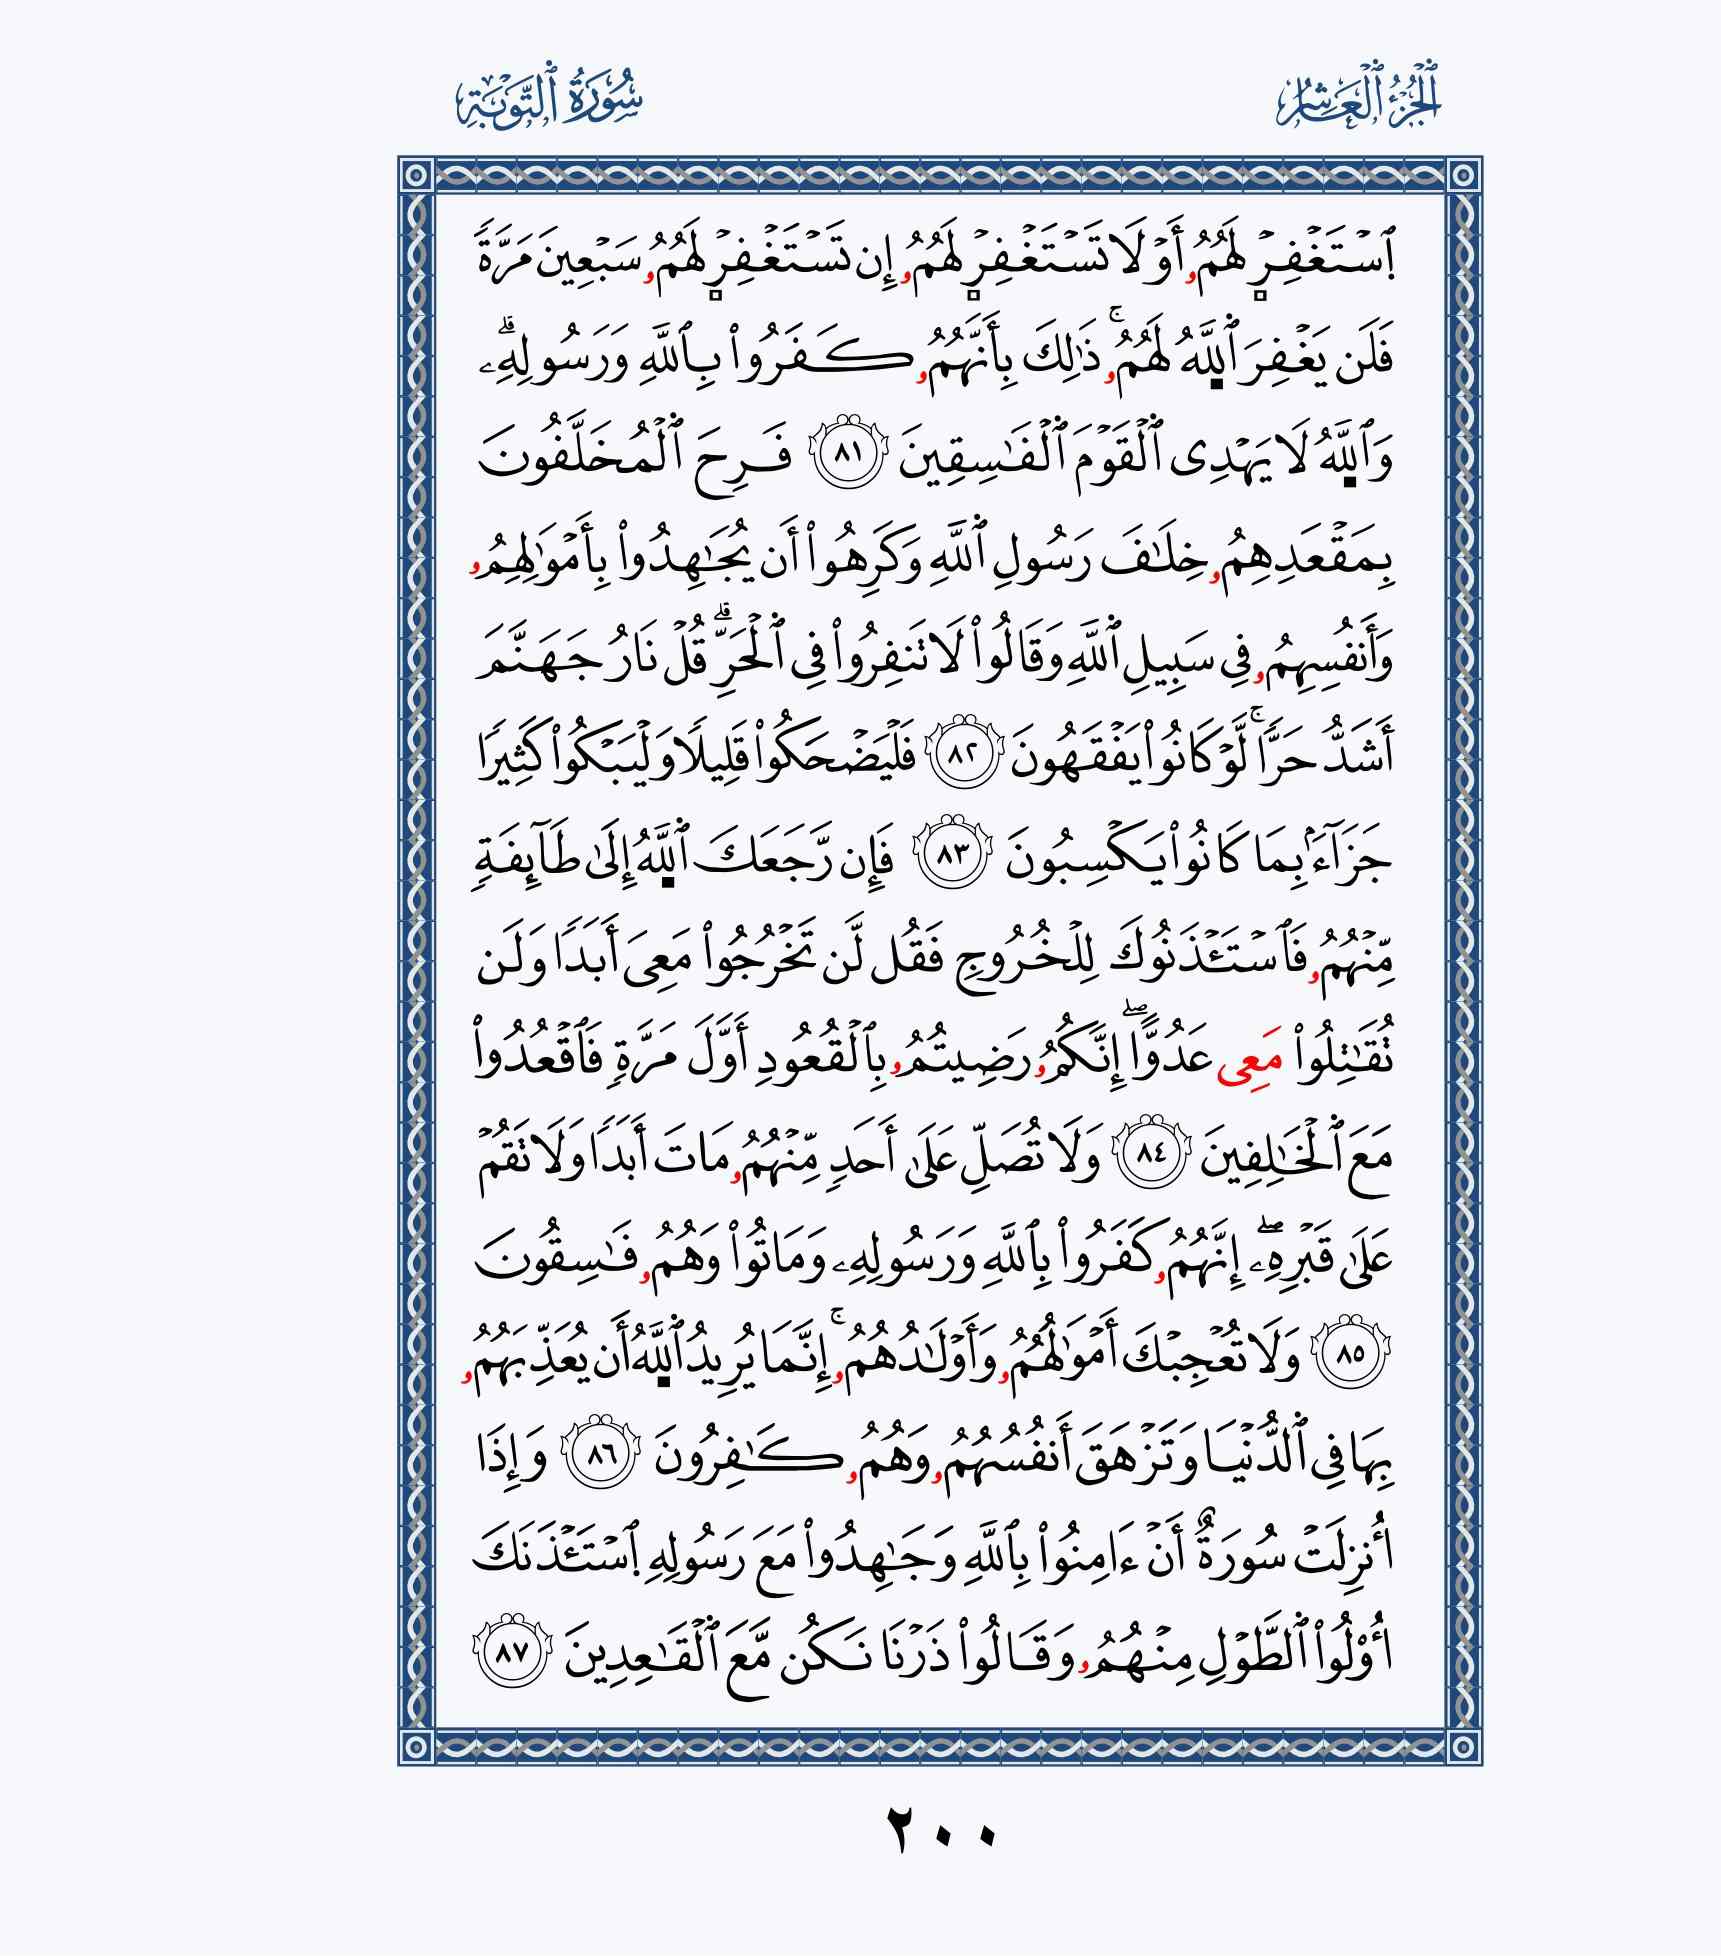 ٱلۡجُزۡءُ ٱلۡعَاشِرُ
سُورَةُ ٱلتَّوۡبَةِ
ٱِسۡتَغۡفِرۡ لَهُمُۥ أَوۡ لَا تَسۡتَغۡفِرۡ لَهُمُۥ إِن تَسۡتَغۡفِرۡ لَهُمُۥ سَبۡعِينَ مَرَّةٗ
فَلَن يَغۡفِرَ ٱللَّهُ لَهُمُۥۚ ذَٰلِكَ بِأَنَّهُمُۥ كَفَرُواْ بِٱللَّهِ وَرَسُولِهِۦۗ
وَٱللَّهُ لَا يَهۡدِي ٱلۡقَوۡمَ ٱلۡفَٰسِقِينَ ٨١ فَرِحَ ٱلۡمُخَلَّفُونَ
بِمَقۡعَدِهِمُۥ خِلَٰفَ رَسُولِ ٱللَّهِ وَكَرِهُواْ أَن يُجَٰهِدُواْ بِأَمۡوَٰلِهِمُۥ
وَأَنفُسِهِمُۥ فِي سَبِيلِ ٱللَّهِ وَقَالُواْ لَا تَنفِرُواْ فِي ٱلۡحَرِّۗ قُلۡ نَارُ جَهَنَّمَ
أَشَدُّ حَرّٗاۚ لَّوۡ كَانُواْ يَفۡقَهُونَ ٨٢ فَلۡيَضۡحَكُواْ قَلِيلٗا وَلۡيَبۡكُواْ كَثِيرٗا
جَزَآءَۢ بِمَا كَانُواْ يَكۡسِبُونَ ٨٣ فَإِن رَّجَعَكَ ٱللَّهُ إِلَىٰ طَآئِفَةٖ
مِّنۡهُمُۥ فَٱسۡتَـٔۡذَنُوكَ لِلۡخُرُوجِ فَقُل لَّن تَخۡرُجُواْ مَعِيَ أَبَدٗا وَلَن
تُقَٰتِلُواْ مَعِي عَدُوًّاۖ إِنَّكُمُۥ رَضِيتُمُۥ بِٱلۡقُعُودِ أَوَّلَ مَرَّةٖ فَٱقۡعُدُواْ
مَعَ ٱلۡخَٰلِفِينَ ٨٤ وَلَا تُصَلِّ عَلَىٰٓ أَحَدٖ مِّنۡهُمُۥ مَاتَ أَبَدٗا وَلَا تَقُمۡ
عَلَىٰ قَبۡرِهِۦۖ إِنَّهُمُۥ كَفَرُواْ بِٱللَّهِ وَرَسُولِهِۦ وَمَاتُواْ وَهُمُۥ فَٰسِقُونَ
٨٥ وَلَا تُعۡجِبۡكَ أَمۡوَٰلُهُمُۥ وَأَوۡلَٰدُهُمُۥۚ إِنَّمَا يُرِيدُ ٱللَّهُ أَن يُعَذِّبَهُمُۥ
بِهَا فِي ٱلدُّنۡيَا وَتَزۡهَقَ أَنفُسُهُمُۥ وَهُمُۥ كَٰفِرُونَ ٨٦ وَإِذَا
أُنزِلَتۡ سُورَةٌ أَنۡ ءَامِنُواْ بِٱللَّهِ وَجَٰهِدُواْ مَعَ رَسُولِهِ ٱِسۡتَـٔۡذَنَكَ
أُوْلُواْ ٱلطَّوۡلِ مِنۡهُمُۥ وَقَالُواْ ذَرۡنَا نَكُن مَّعَ ٱلۡقَٰعِدِينَ ٨٧
٢٠٠